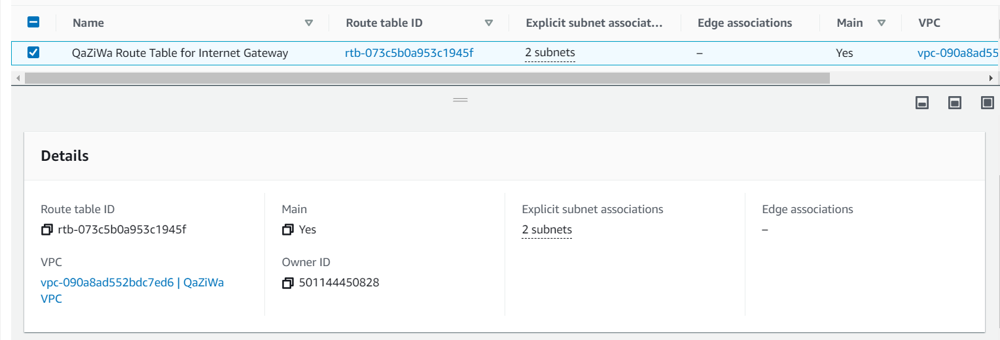 Name Route table ID Explicit subnet associat... Edge associations Main VPC
QaZiWa Route Table for Internet Gateway rtb-073c5b0a953c1945f 2 subnets – Yes vpc-090a8ad55
Details
Route table ID Main Explicit subnet associations Edge associations
rtb-073c5b0a953c1945f Yes 2 subnets –
VPC Owner ID
vpc-090a8ad552bdc7ed6 | QaZiWa 501144450828
VPC